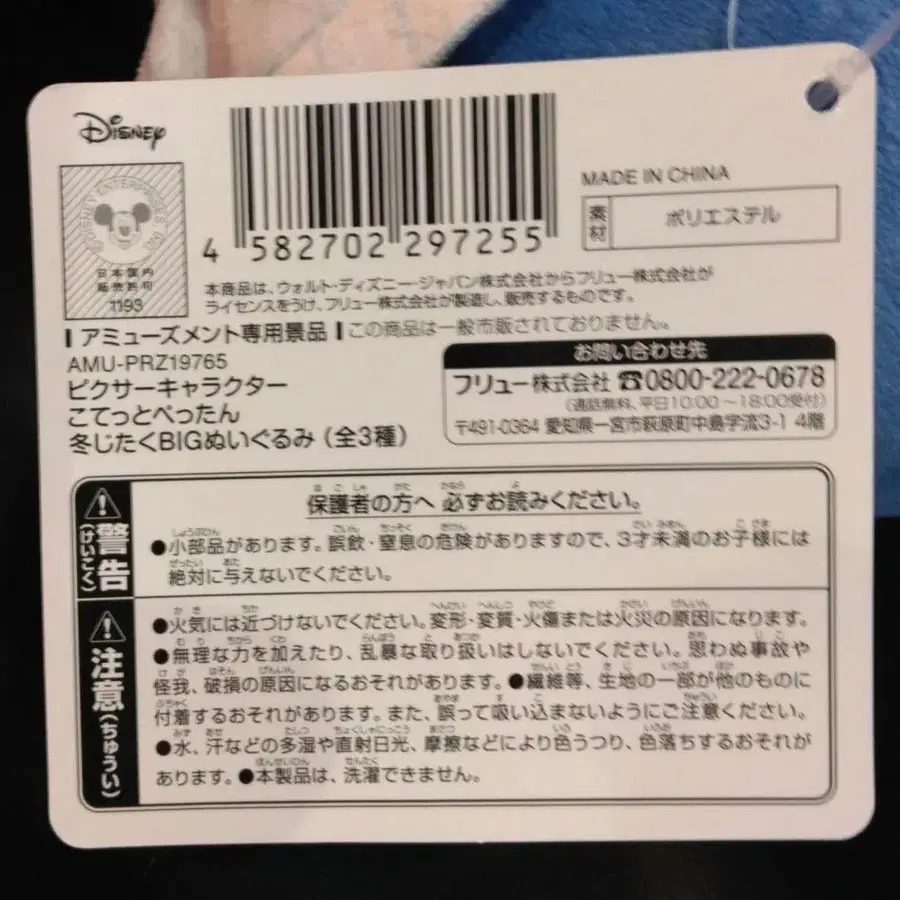 Disney
DISNEY ENTERPRISES INC
日本国内
販売許可
1193
4 582702 297255
MADE IN CHINA
素材 ポリエステル
本商品は、ウォルト・ディズニー・ジャパン株式会社からフリュー株式会社が
ライセンスをうけ、フリュー株式会社が製造し、販売するものです。
アミューズメント専用景品 この商品は一般市販されておりません。
AMU-PRZ19765
ピクサーキャラクター
こてっとぺったん
冬じたくBIGぬいぐるみ(全3種)
お問い合わせ先
フリュー株式会社 ☎0800-222-0678
(通話無料、平日10:00~18:00受付)
〒491-0364 愛知県一宮市萩原町中島字流3-1 4階
警告(けいこく)
保護者の方へ 必ずお読みください。
●小部品があります。誤飲・窒息の危険がありますので、3才未満のお子様には
絶対に与えないでください。
注意(ちゅうい)
●火気には近づけないでください。変形・変質・火傷または火災の原因になります。
●無理な力を加えたり、乱暴な取り扱いはしないでください。思わぬ事故や
怪我、破損の原因になるおそれがあります。●繊維等、生地の一部が他のものに
付着するおそれがあります。また、誤って吸い込まないようにご注意ください。
●水、汗などの多湿や直射日光、摩擦などにより色うつり、色落ちするおそれが
あります。●本製品は、洗濯できません。